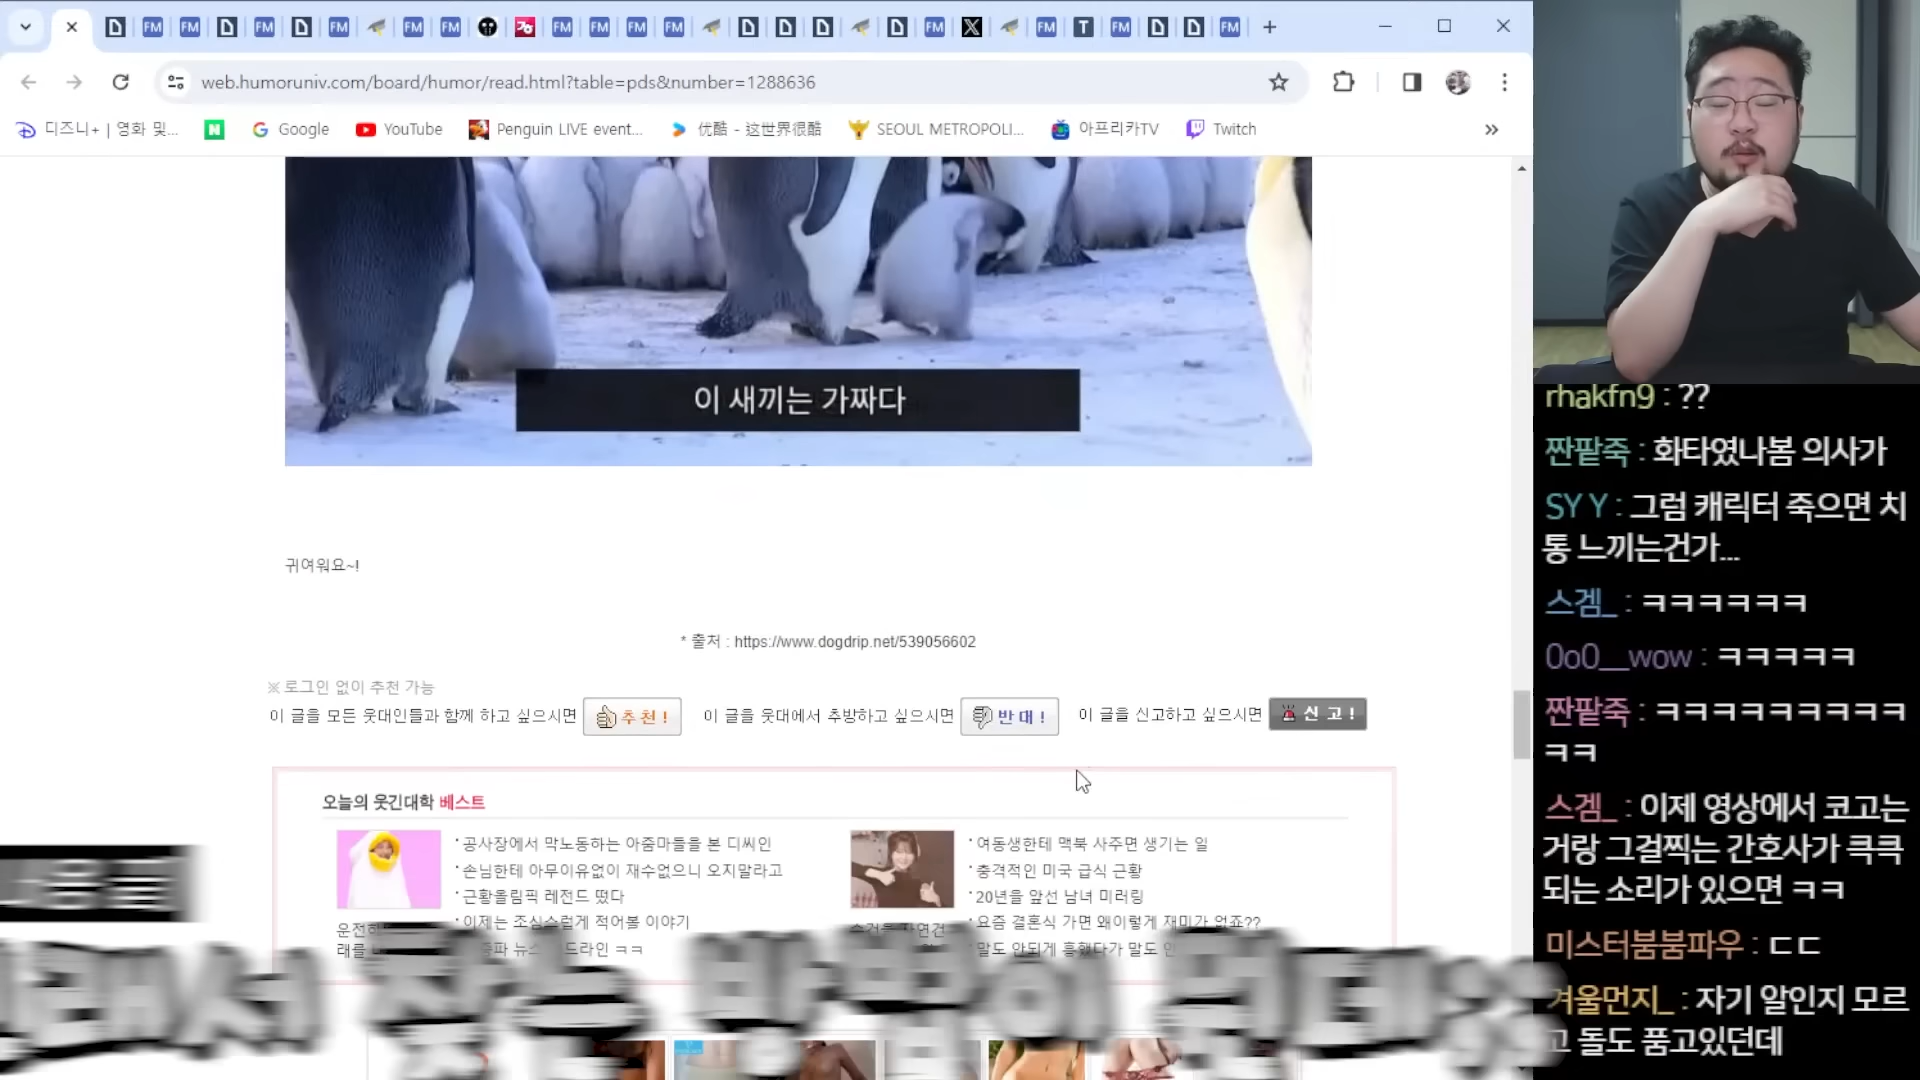 web.humoruniv.com/board/humor/read.html?table=pds&number=1288636
디즈니+ | 영화 및...
Google
YouTube
Penguin LIVE event...
优酷 - 这世界很酷
SEOUL METROPOLI...
아프리카TV
Twitch
이 새끼는 가짜다
귀여워요~!
* 출처 : https://www.dogdrip.net/539056602
※ 로그인 없이 추천 가능
이 글을 모든 웃대인들과 함께 하고 싶으시면 추천! 이 글을 웃대에서 추방하고 싶으시면 반대! 이 글을 신고하고 싶으시면 신고!
오늘의 웃긴대학 베스트
공사장에서 막노동하는 아줌마들을 본 디씨인
손님한테 아무이유없이 재수없으니 오지말라고
근황올림픽 레전드 떴다
이제는 조심스럽게 적어볼 이야기
여동생한테 맥북 사주면 생기는 일
충격적인 미국 급식 근황
20년을 앞선 남녀 미러링
요즘 결혼식 가면 왜이렇게 재미가 없죠??
rhakfn9 : ??
짠팥죽 : 화타였나봄 의사가
SY Y : 그럼 캐릭터 죽으면 치
통 느끼는건가...
스겜_ : ㅋㅋㅋㅋㅋㅋ
0o0__wow : ㅋㅋㅋㅋㅋ
짠팥죽 : ㅋㅋㅋㅋㅋㅋㅋㅋㅋ
ㅋㅋ
스겜_ : 이제 영상에서 코고는
거랑 그걸찍는 간호사가 큭큭
되는 소리가 있으면 ㅋㅋ
미스터붐붐파우 : ㄷㄷ
겨울먼지_ : 자기 알인지 모르
고 돌도 품고있던데